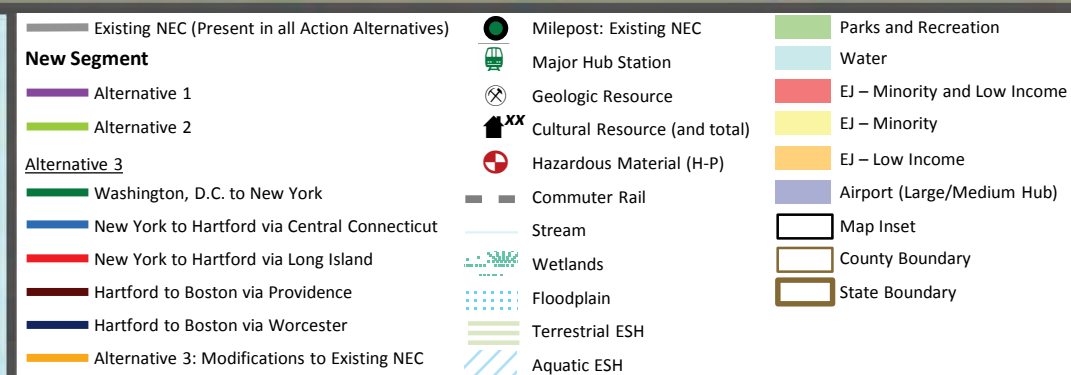 Existing NEC (Present in all Action Alternatives)
New Segment
Alternative 1
Alternative 2
Alternative 3
Washington, D.C. to New York
New York to Hartford via Central Connecticut
New York to Hartford via Long Island
Hartford to Boston via Providence
Hartford to Boston via Worcester
Alternative 3: Modifications to Existing NEC
Milepost: Existing NEC
Major Hub Station
Geologic Resource
XX Cultural Resource (and total)
Hazardous Material (H-P)
Commuter Rail
Stream
Wetlands
Floodplain
Terrestrial ESH
Aquatic ESH
Parks and Recreation
Water
EJ – Minority and Low Income
EJ – Minority
EJ – Low Income
Airport (Large/Medium Hub)
Map Inset
County Boundary
State Boundary